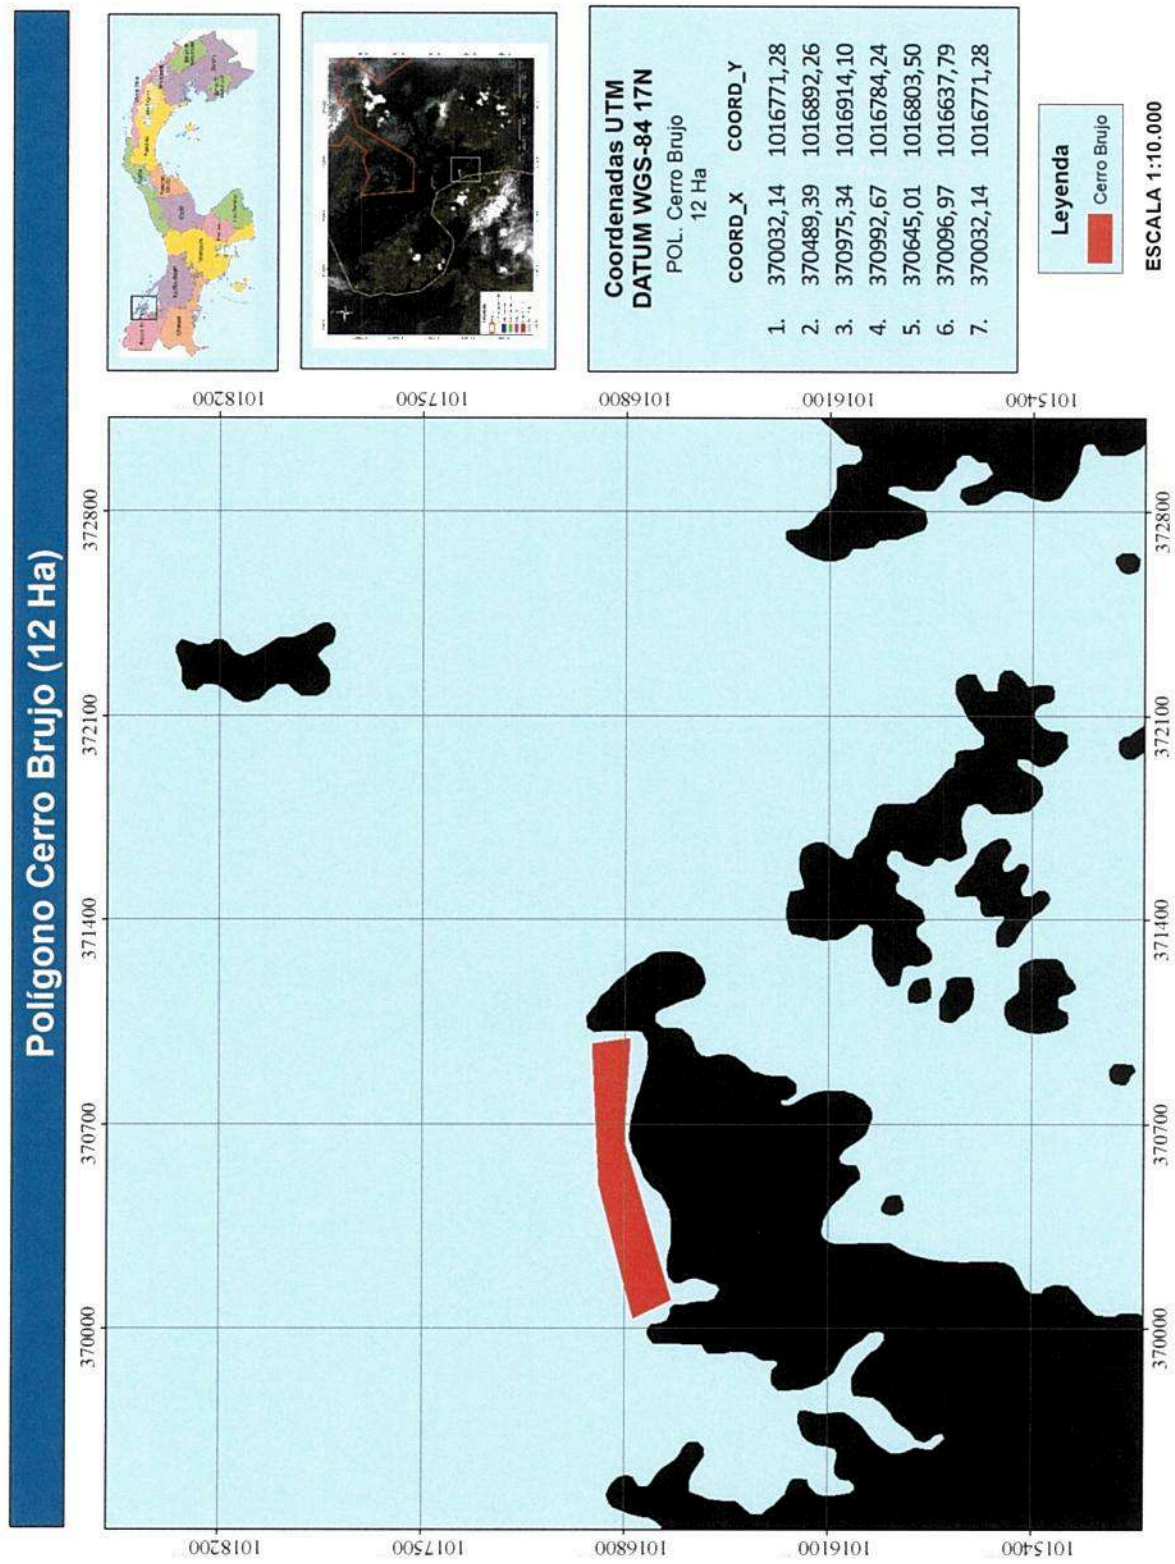 Polígono Cerro Brujo (12 Ha)
370000
370700
371400
372100
372800
1018200
1018200
1017500
1017500
1016800
1016800
1016100
1016100
1015400
1015400
370000
370700
371400
372100
372800
Coordenadas UTM
DATUM WGS-84 17N
POL. Cerro Brujo
12 Ha
COORD_X COORD_Y
1. 370032,14 1016771,28
2. 370489,39 1016892,26
3. 370975,34 1016914,10
4. 370992,67 1016784,24
5. 370645,01 1016803,50
6. 370096,97 1016637,79
7. 370032,14 1016771,28
Leyenda
Cerro Brujo
ESCALA 1:10.000